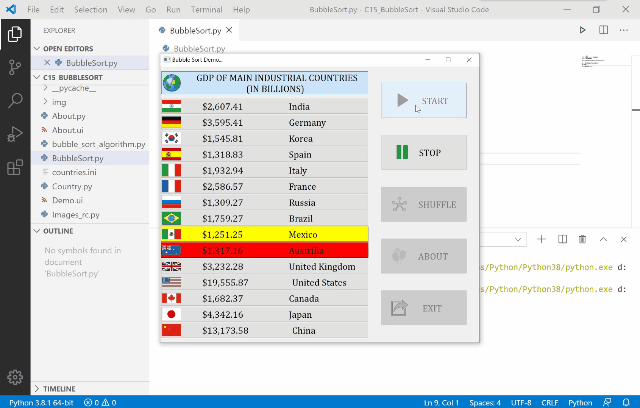 File Edit Selection View Go Run Terminal Help BubbleSort.py - C15_BubbleSort - Visual Studio Code
EXPLORER
OPEN EDITORS
BubbleSort.py
C15_BUBBLESORT
__pycache__
img
About.py
About.ui
bubble_sort_algorithm.py
BubbleSort.py
countries.ini
Country.py
Demo.ui
Images_rc.py
OUTLINE
No symbols found in
document
'BubbleSort.py'
TIMELINE
BubbleSort.py
BubbleSort.py
Bubble Sort Demo...
GDP OF MAIN INDUSTRIAL COUNTRIES
(IN BILLIONS)
$2,607.41 India
$3,595.41 Germany
$1,545.81 Korea
$1,318.83 Spain
$1,932.94 Italy
$2,586.57 France
$1,309.27 Russia
$1,759.27 Brazil
$1,251.25 Mexico
$1,317.16 Austrilia
$3,232.28 United Kingdom
$19,555.87 United States
$1,682.37 Canada
$4,342.16 Japan
$13,173.58 China
START
STOP
SHUFFLE
ABOUT
EXIT
s/Python/Python38/python.exe d:
s/Python/Python38/python.exe d:
Python 3.8.1 64-bit 0 0 Ln 9, Col 1 Spaces: 4 UTF-8 CRLF Python